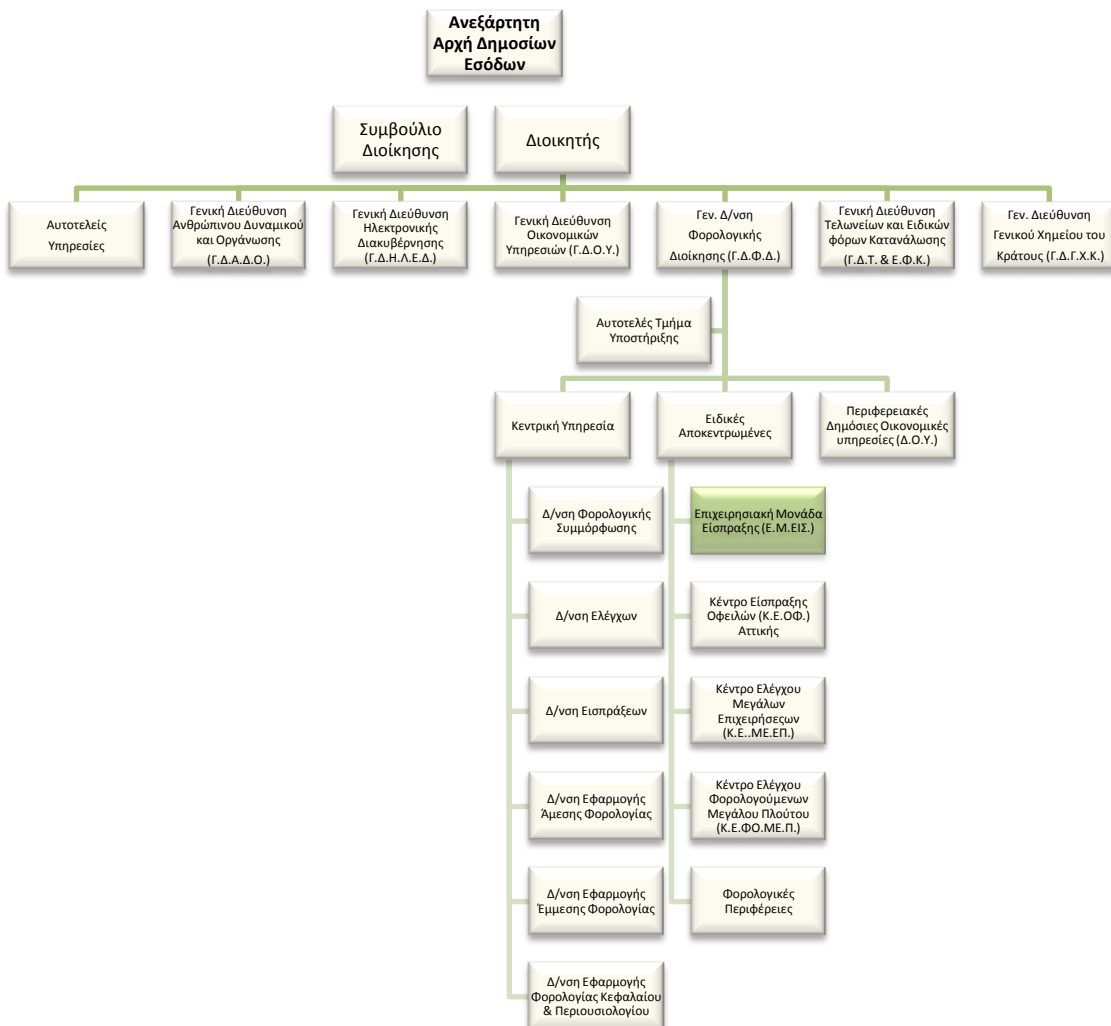 Ανεξάρτητη
Αρχή Δημοσίων
Εσόδων
Συμβούλιο
Διοίκησης
Διοικητής
Αυτοτελείς
Υπηρεσίες
Γενική Διεύθυνση
Ανθρώπινου Δυναμικού
και Οργάνωσης
(Γ.Δ.Α.Δ.Ο.)
Γενική Διεύθυνση
Ηλεκτρονικής
Διακυβέρνησης
(Γ.Δ.Η.Λ.Ε.Δ.)
Γενική Διεύθυνση
Οικονομικών
Υπηρεσιών (Γ.Δ.Ο.Υ.)
Γεν. Δ/νση
Φορολογικής
Διοίκησης (Γ.Δ.Φ.Δ.)
Γενική Διεύθυνση
Τελωνείων και Ειδικών
φόρων Κατανάλωσης
(Γ.Δ.Τ. & Ε.Φ.Κ.)
Γεν. Διεύθυνση
Γενικού Χημείου του
Κράτους (Γ.Δ.Γ.Χ.Κ.)
Αυτοτελές Τμήμα
Υποστήριξης
Κεντρική Υπηρεσία
Ειδικές
Αποκεντρωμένες
Περιφερειακές
Δημόσιες Οικονομικές
υπηρεσίες (Δ.Ο.Υ.)
Δ/νση Φορολογικής
Συμμόρφωσης
Δ/νση Ελέγχων
Δ/νση Εισπράξεων
Δ/νση Εφαρμογής
Άμεσης Φορολογίας
Δ/νση Εφαρμογής
Έμμεσης Φορολογίας
Δ/νση Εφαρμογής
Φορολογίας Κεφαλαίου
& Περιουσιολογίου
Επιχειρησιακή Μονάδα
Είσπραξης (Ε.Μ.ΕΙΣ.)
Κέντρο Είσπραξης
Οφειλών (Κ.Ε.ΟΦ.)
Αττικής
Κέντρο Ελέγχου
Μεγάλων
Επιχειρήσεςων
(Κ.Ε..ΜΕ.ΕΠ.)
Κέντρο Ελέγχου
Φορολογούμενων
Μεγάλου Πλούτου
(Κ.Ε.ΦΟ.ΜΕ.Π.)
Φορολογικές
Περιφέρειες